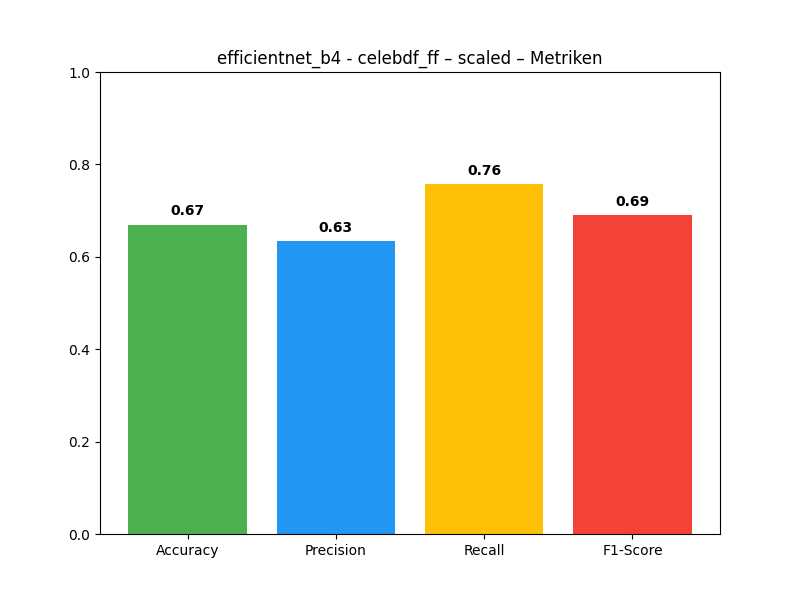 efficientnet_b4 - celebdf_ff – scaled – Metriken
1.0
0.8
0.6
0.4
0.2
0.0
0.67
0.63
0.76
0.69
Accuracy
Precision
Recall
F1-Score